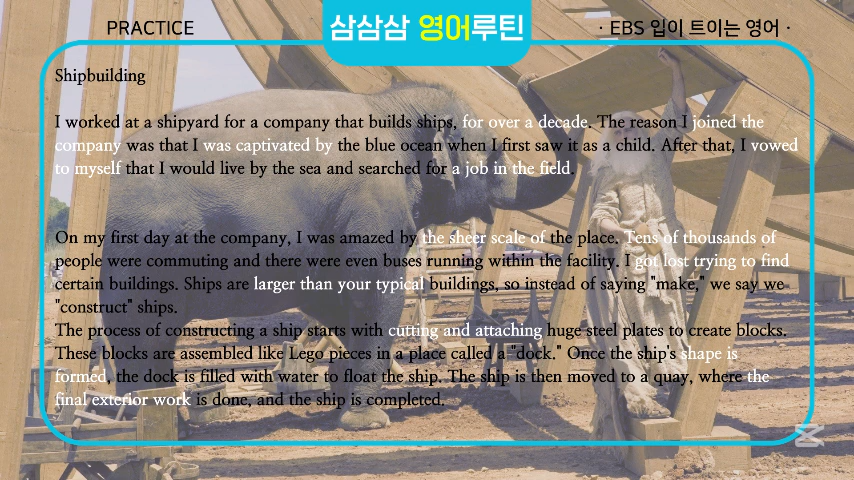 PRACTICE
삼삼삼 영어루틴
· EBS 입이 트이는 영어 ·
Shipbuilding
I worked at a shipyard for a company that builds ships, for over a decade. The reason I joined the
company was that I was captivated by the blue ocean when I first saw it as a child. After that, I vowed
to myself that I would live by the sea and searched for a job in the field.
On my first day at the company, I was amazed by the sheer scale of the place. Tens of thousands of
people were commuting and there were even buses running within the facility. I got lost trying to find
certain buildings. Ships are larger than your typical buildings, so instead of saying "make," we say we
"construct" ships.
The process of constructing a ship starts with cutting and attaching huge steel plates to create blocks.
These blocks are assembled like Lego pieces in a place called a "dock." Once the ship's shape is
formed, the dock is filled with water to float the ship. The ship is then moved to a quay, where the
final exterior work is done, and the ship is completed.